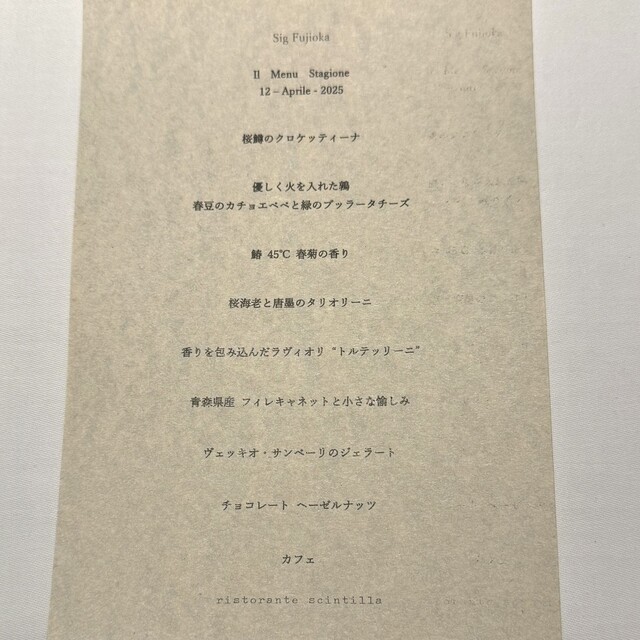 Sig Fujioka
Il Menu Stagione
12 – Aprile - 2025
桜鱒のクロケッティーナ
優しく火を入れた鶉
春豆のカチョエペペと緑のブッラータチーズ
鰆 45℃ 春菊の香り
桜海老と唐墨のタリオリーニ
香りを包み込んだラヴィオリ “トルテッリーニ”
青森県産 フィレキャネットと小さな愉しみ
ヴェッキオ・サンペーリのジェラート
チョコレート ヘーゼルナッツ
カフェ
ristorante scintilla